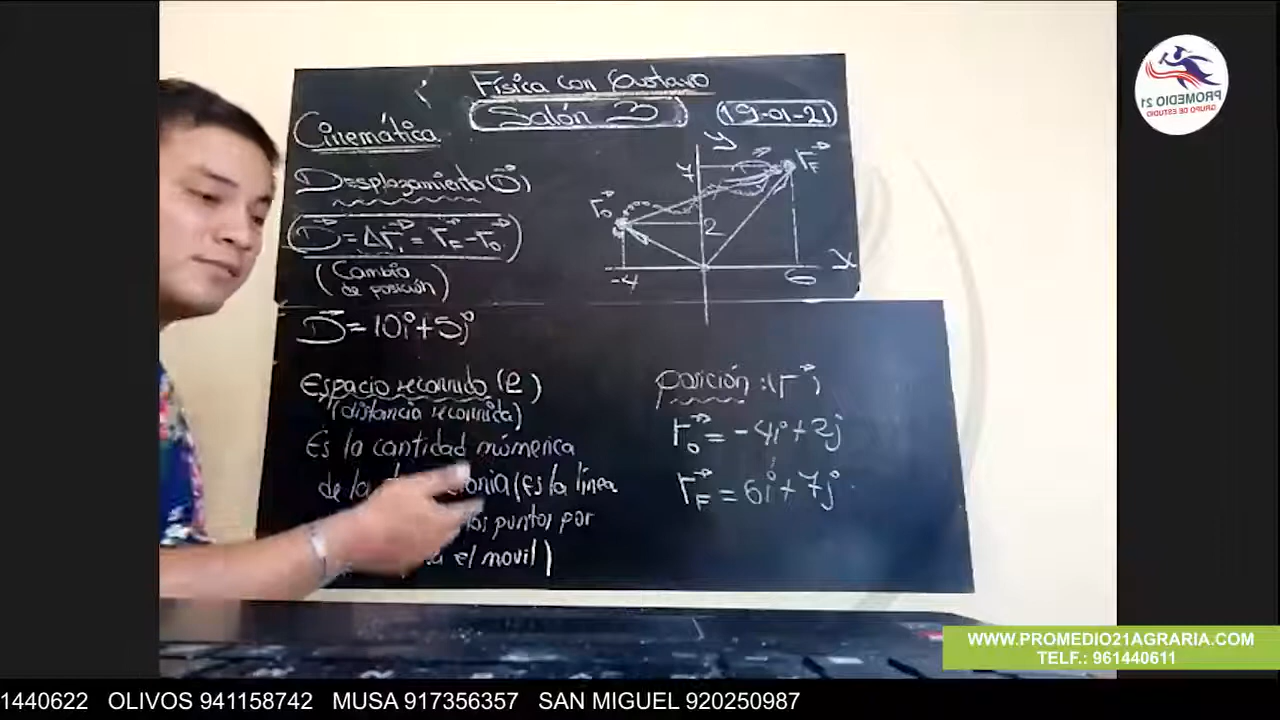 Física con Gustavo
Salón 3
19-01-21
Cinemática
Desplazamiento (D⃗)
D⃗ = Δr⃗ = r⃗F - r⃗o
(Cambio
de posición)
D⃗ = 10i + 5j
y
7
r⃗F
r⃗o
2
-4
6
x
Espacio recorrido (e)
(distancia recorrida)
Es la cantidad númerica
de la (Es la línea
los puntos por
el movil)
posición: (r⃗)
r⃗o = -4i + 2j
r⃗F = 6i + 7j
PROMEDIO 21
GRUPO DE ESTUDIO
WWW.PROMEDIO21AGRARIA.COM
TELF.: 961440611
1440622 OLIVOS 941158742 MUSA 917356357 SAN MIGUEL 920250987